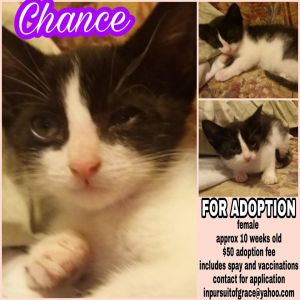 Chance
FOR ADOPTION
female
approx 10 weeks old
$50 adoption fee
includes spay and vaccinations
contact for application
inpursuitofgrace@yahoo.com